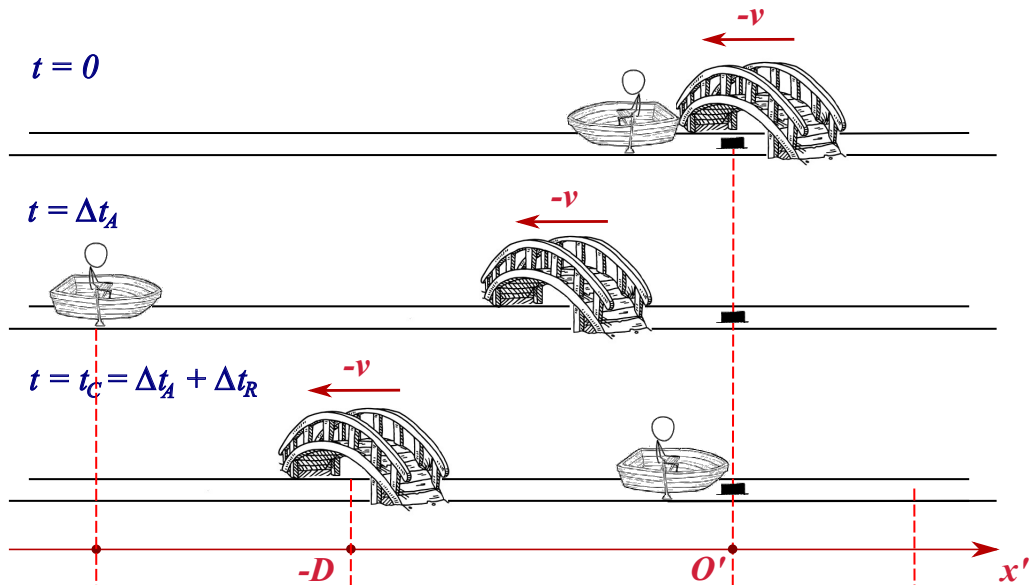 -v
t = 0
-v
t = Δt_A
t = t_C = Δt_A + Δt_R
-v
-D
O'
x'